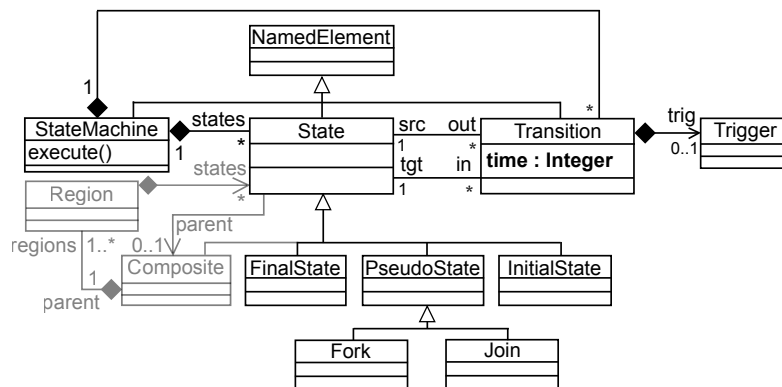 NamedElement
1
StateMachine
execute()
states
1
*
State
src
out
1
*
tgt
in
1
*
*
Transition
time : Integer
trig
0..1
Trigger
Region
states
*
parent
regions
1..*
0..1
1
parent
Composite
FinalState
PseudoState
InitialState
Fork
Join